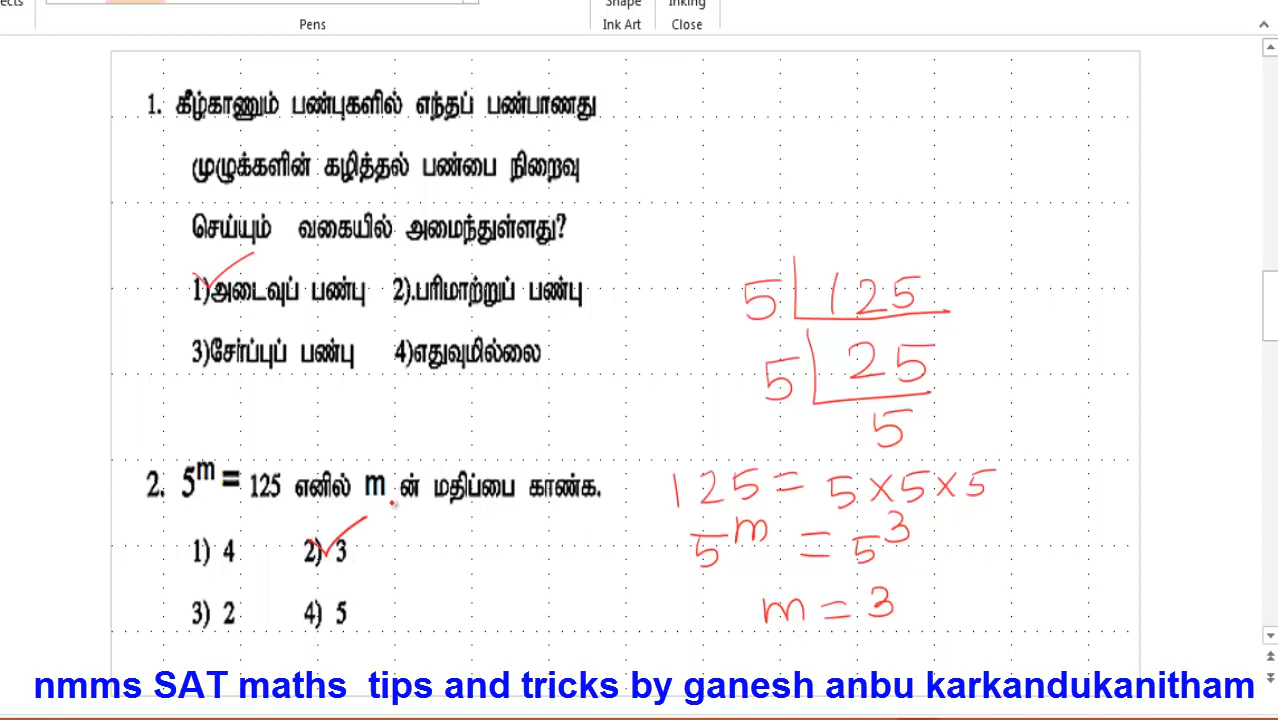 Pens
Shape
Ink Art
Inking
Close
1. கீழ்காணும் பண்புகளில் எந்தப் பண்பாணது
முழுக்களின் கழித்தல் பண்பை நிறைவு
செய்யும் வகையில் அமைந்துள்ளது?
1)அடைவுப் பண்பு 2).பரிமாற்றுப் பண்பு
3)சேர்ப்புப் பண்பு 4)எதுவுமில்லை
5 125
5 25
5
2. 5^m = 125 எனில் m ன் மதிப்பை காண்க.
1) 4 2) 3
3) 2 4) 5
125 = 5 × 5 × 5
5^m = 5^3
m = 3
nmms SAT maths tips and tricks by ganesh anbu karkandukanitham